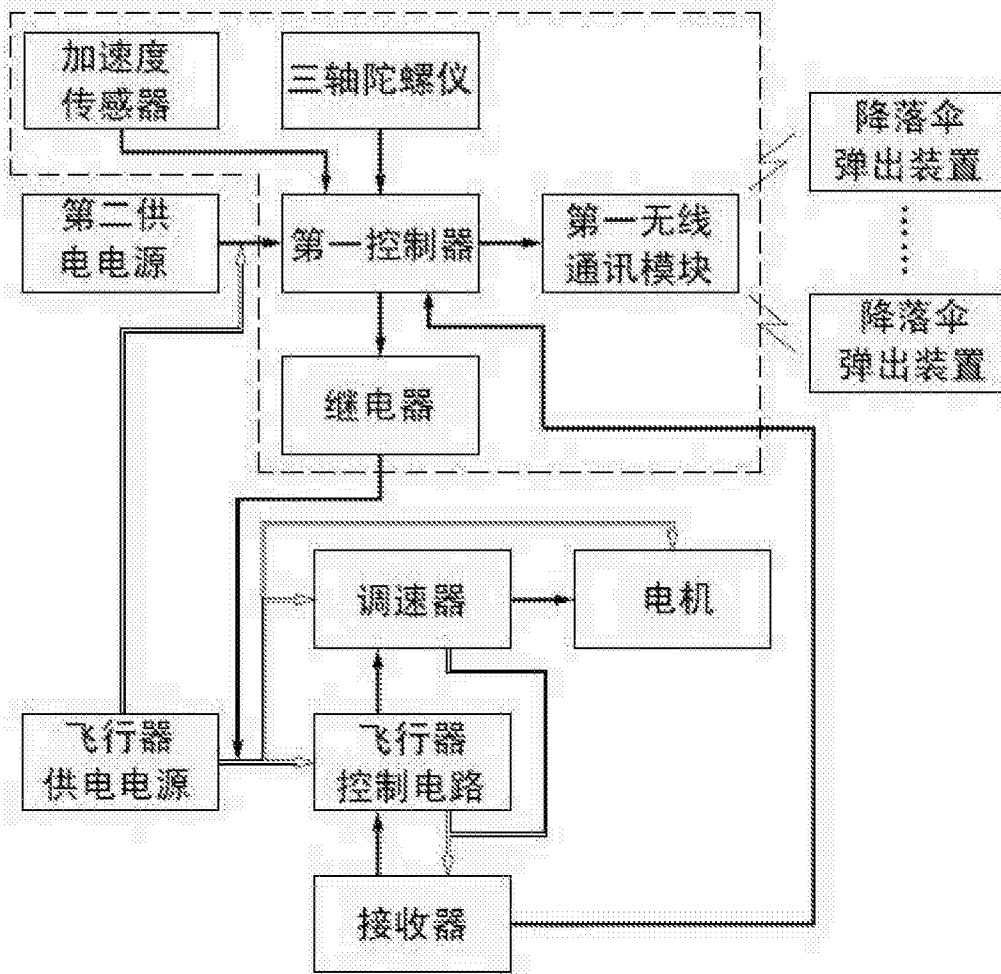 加速度
传感器
三轴陀螺仪
降落伞
弹出装置
第二供
电电源
第一控制器
第一无线
通讯模块
降落伞
弹出装置
继电器
调速器
电机
飞行器
供电电源
飞行器
控制电路
接收器